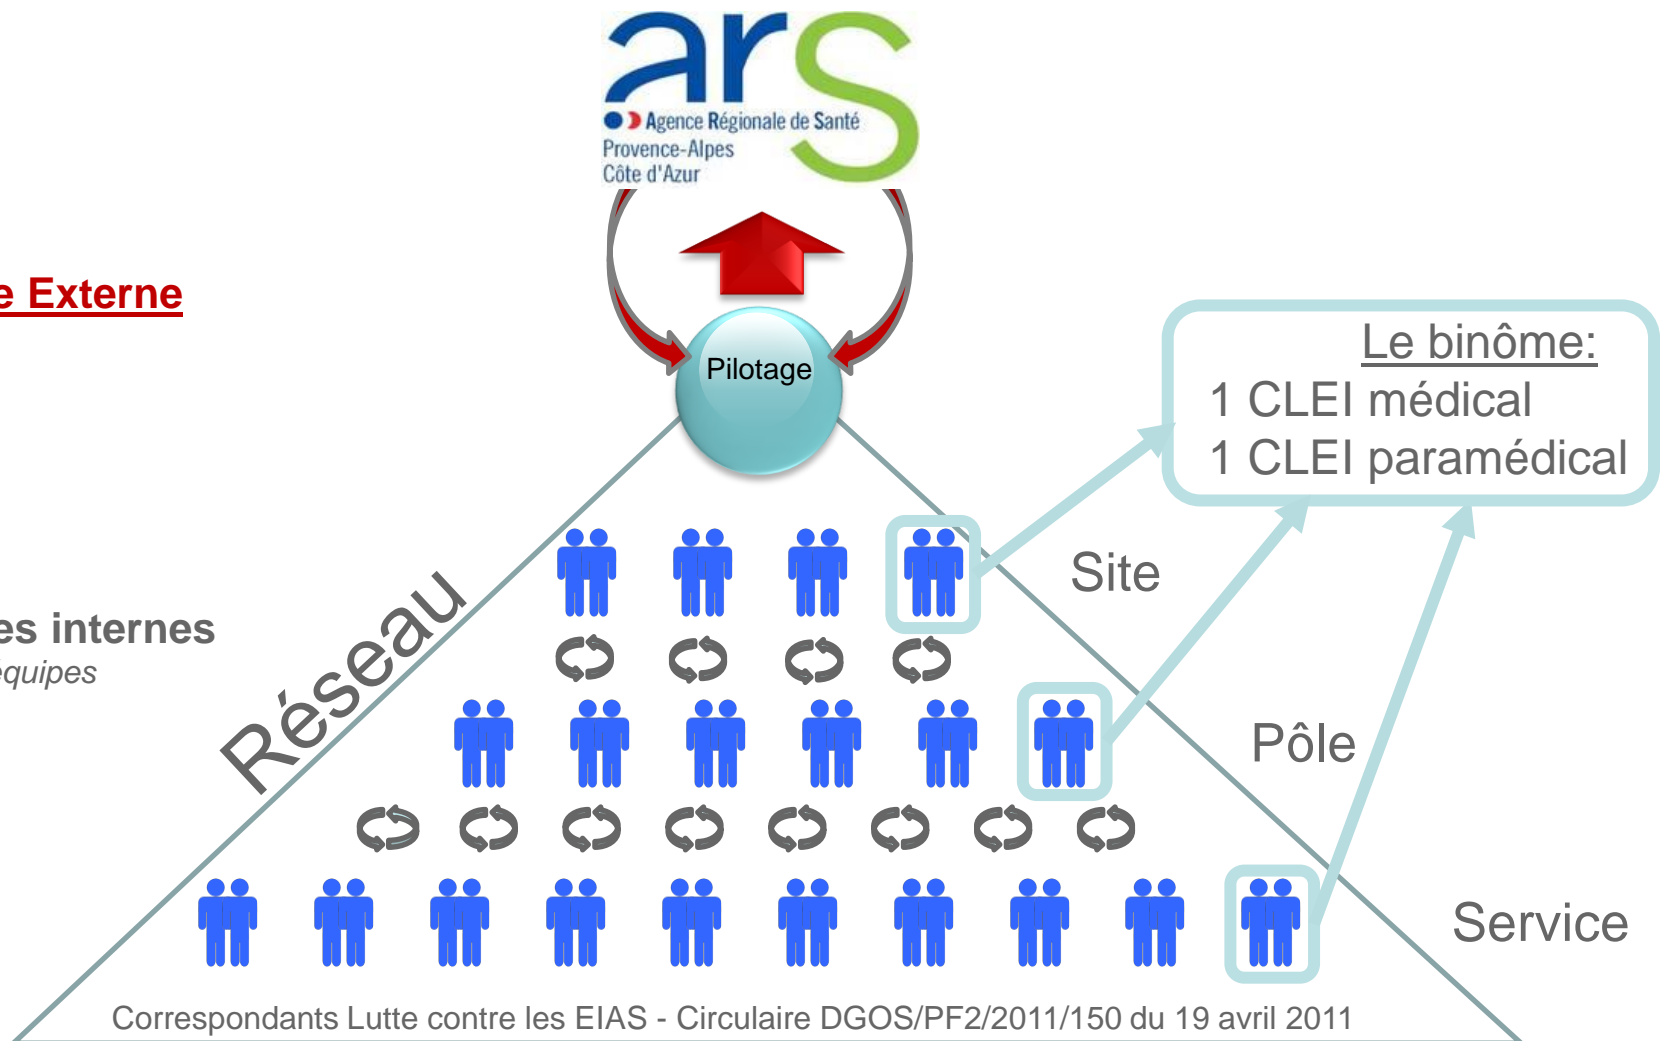 ars
Agence Régionale de Santé
Provence-Alpes
Côte d'Azur
e Externe
Pilotage
Le binôme:
1 CLEI médical
1 CLEI paramédical
Site
Réseau
es internes
équipes
Pôle
Service
Correspondants Lutte contre les EIAS - Circulaire DGOS/PF2/2011/150 du 19 avril 2011